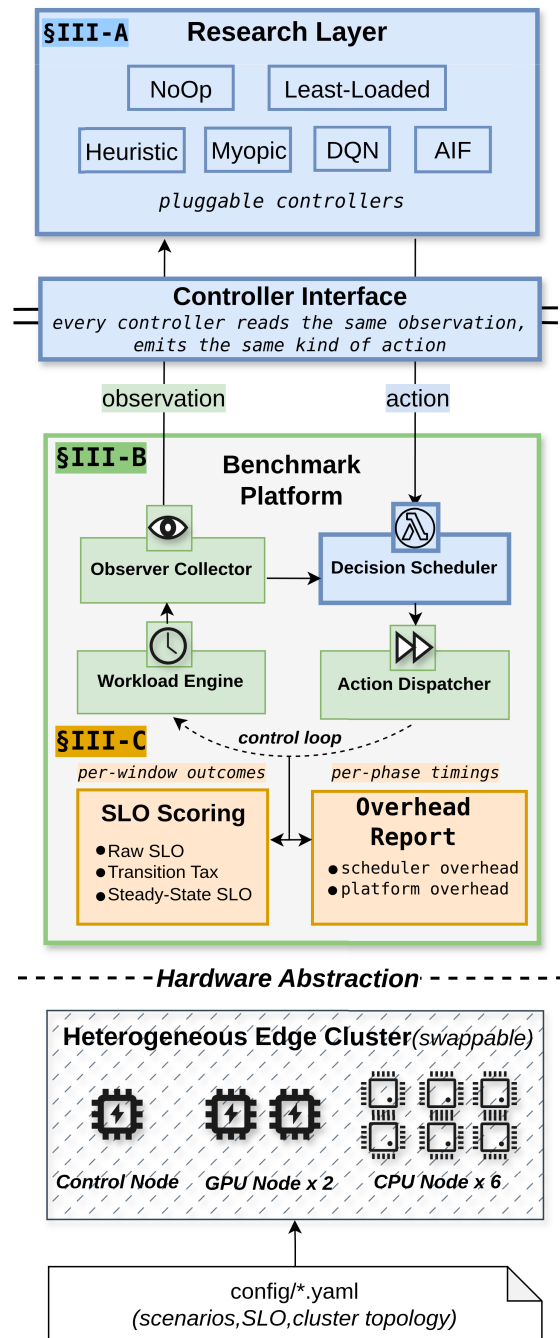 §III-A
Research Layer
NoOp
Least-Loaded
Heuristic
Myopic
DQN
AIF
pluggable controllers
Controller Interface
every controller reads the same observation,
emits the same kind of action
observation
action
§III-B
Benchmark
Platform
Observer Collector
Decision Scheduler
Workload Engine
Action Dispatcher
§III-C
control loop
per-window outcomes
per-phase timings
SLO Scoring
●Raw SLO
●Transition Tax
●Steady-State SLO
Overhead
Report
●scheduler overhead
●platform overhead
Hardware Abstraction
Heterogeneous Edge Cluster(swappable)
Control Node
GPU Node x 2
CPU Node x 6
config/*.yaml
(scenarios,SLO,cluster topology)